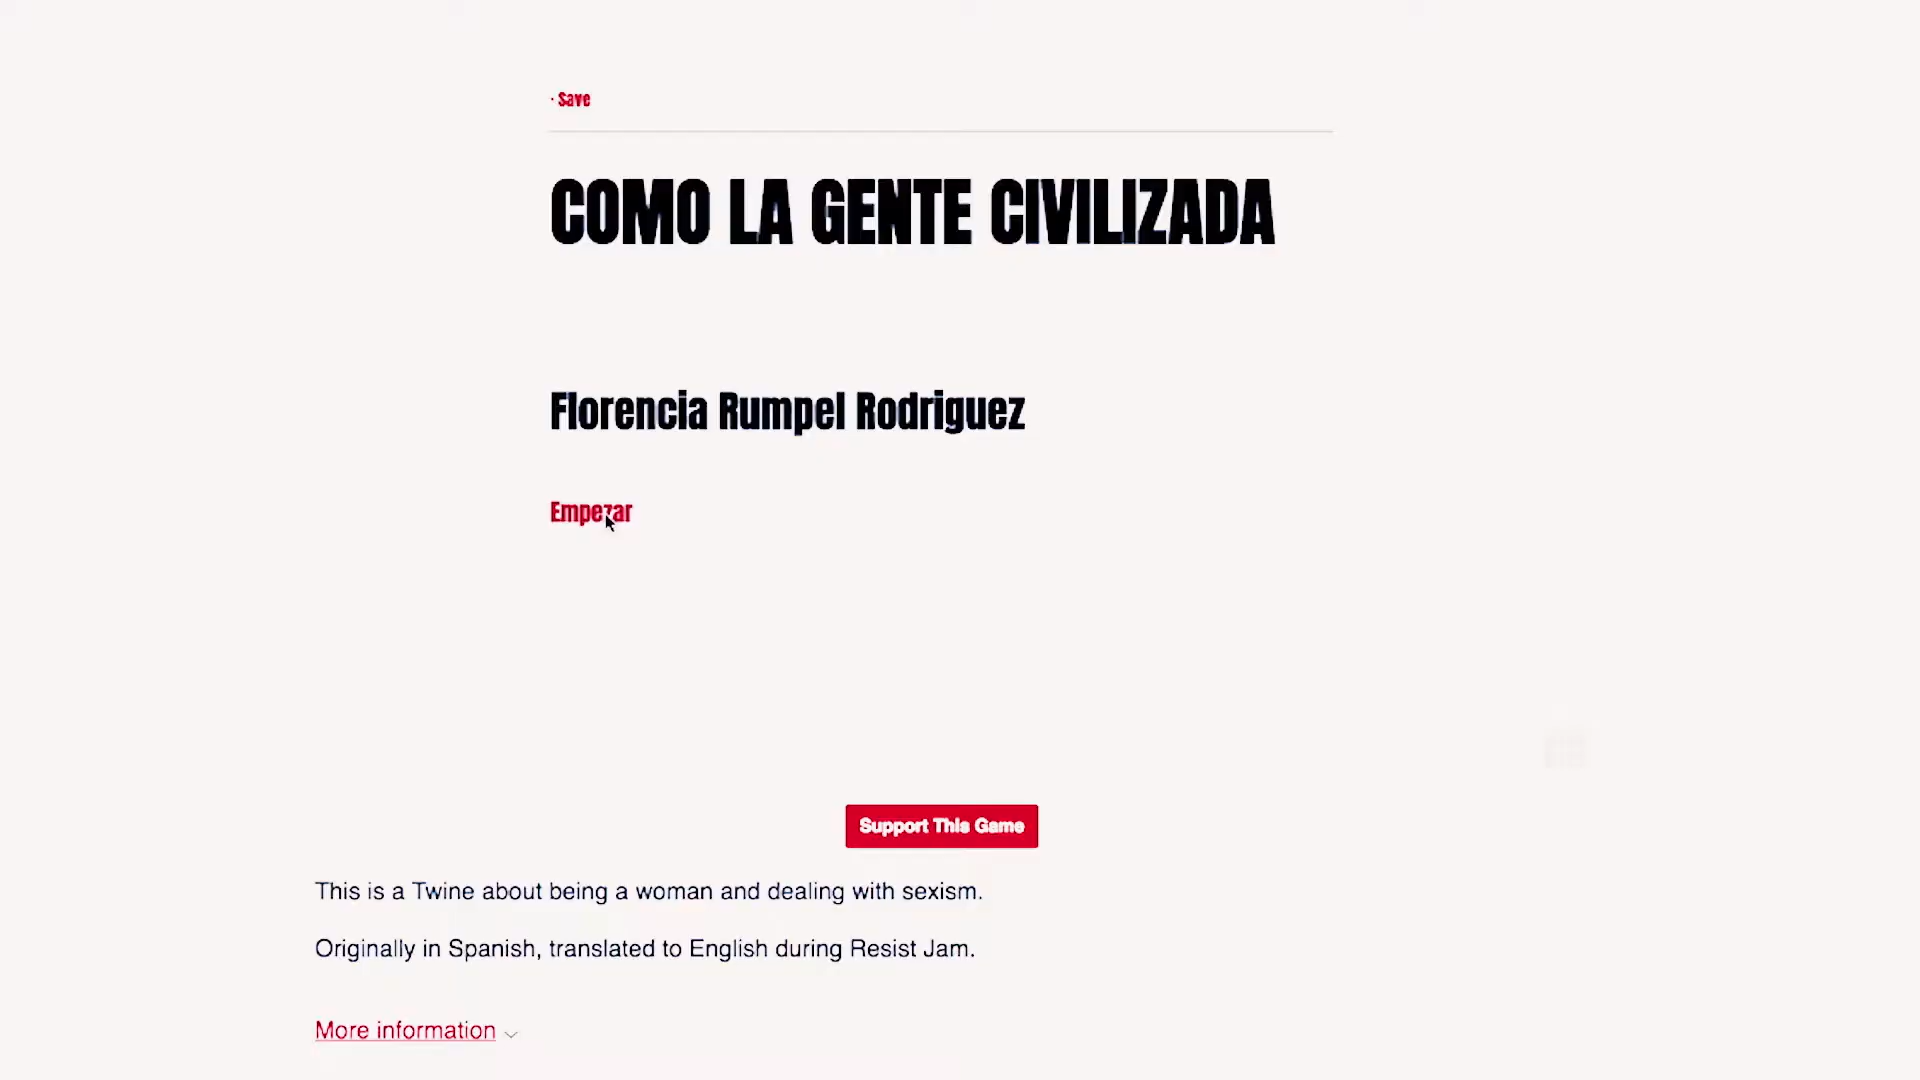 · Save
COMO LA GENTE CIVILIZADA
Florencia Rumpel Rodriguez
Empezar
Support This Game
This is a Twine about being a woman and dealing with sexism.
Originally in Spanish, translated to English during Resist Jam.
More information